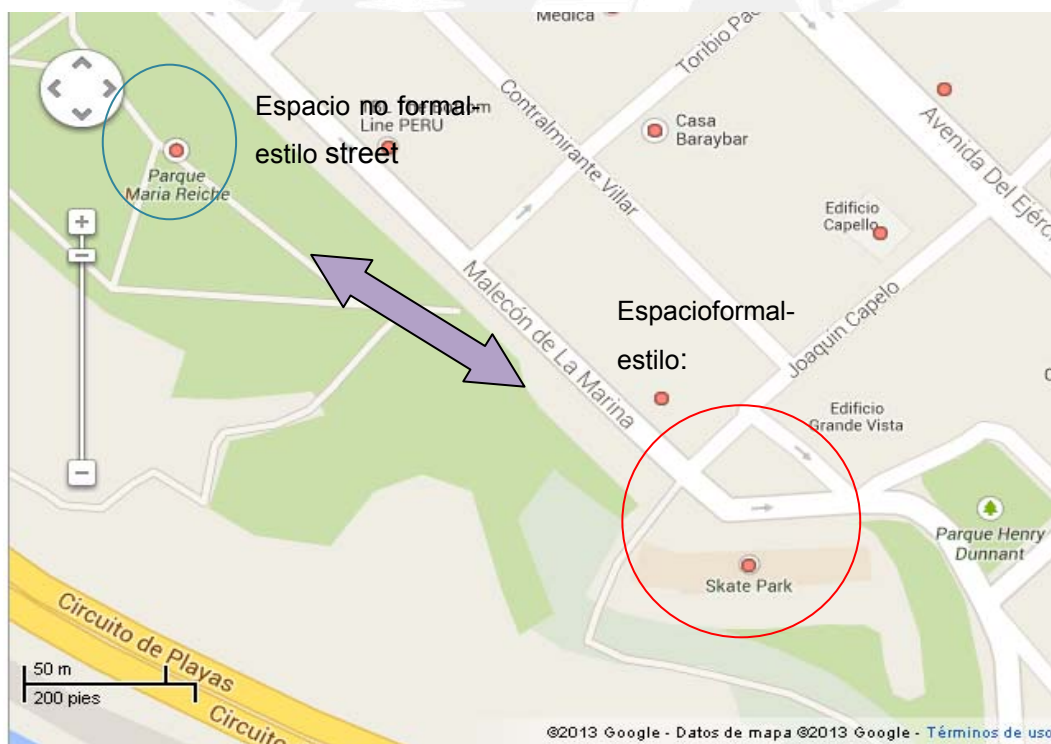 Médica
Toribio
Espacio no formal-
Line PERU
estilo street
Contralmirante Villar
Casa
Baraybar
Avenida Del Ejérc
Parque
Maria Reiche
Edificio
Capello
Malecón de La Marina
Espacioformal-
estilo:
Joaquin Capelo
Edificio
Grande Vista
Parque Henry
Dunnant
Skate Park
Circuito de Playas
Circuito
50 m
200 pies
©2013 Google - Datos de mapa ©2013 Google - Términos de uso